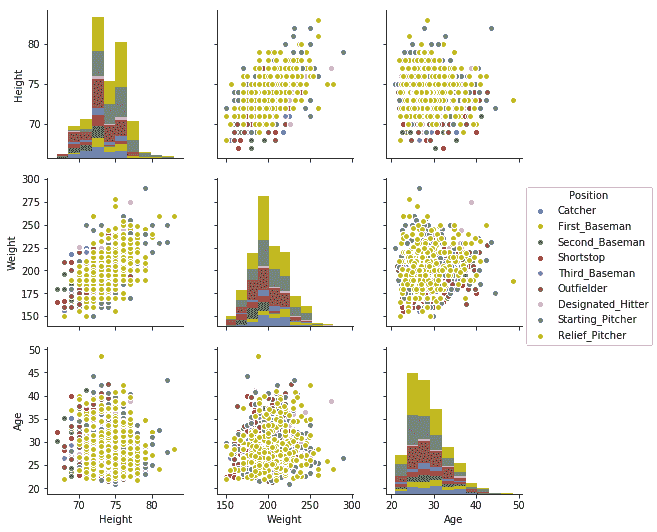 80
75
70
Height
300
275
250
225
200
175
150
Weight
Position
Catcher
First_Baseman
Second_Baseman
Shortstop
Third_Baseman
Outfielder
Designated_Hitter
Starting_Pitcher
Relief_Pitcher
50
45
40
35
30
25
20
Age
70 75 80
150 200 250 300
20 30 40 50
Height
Weight
Age